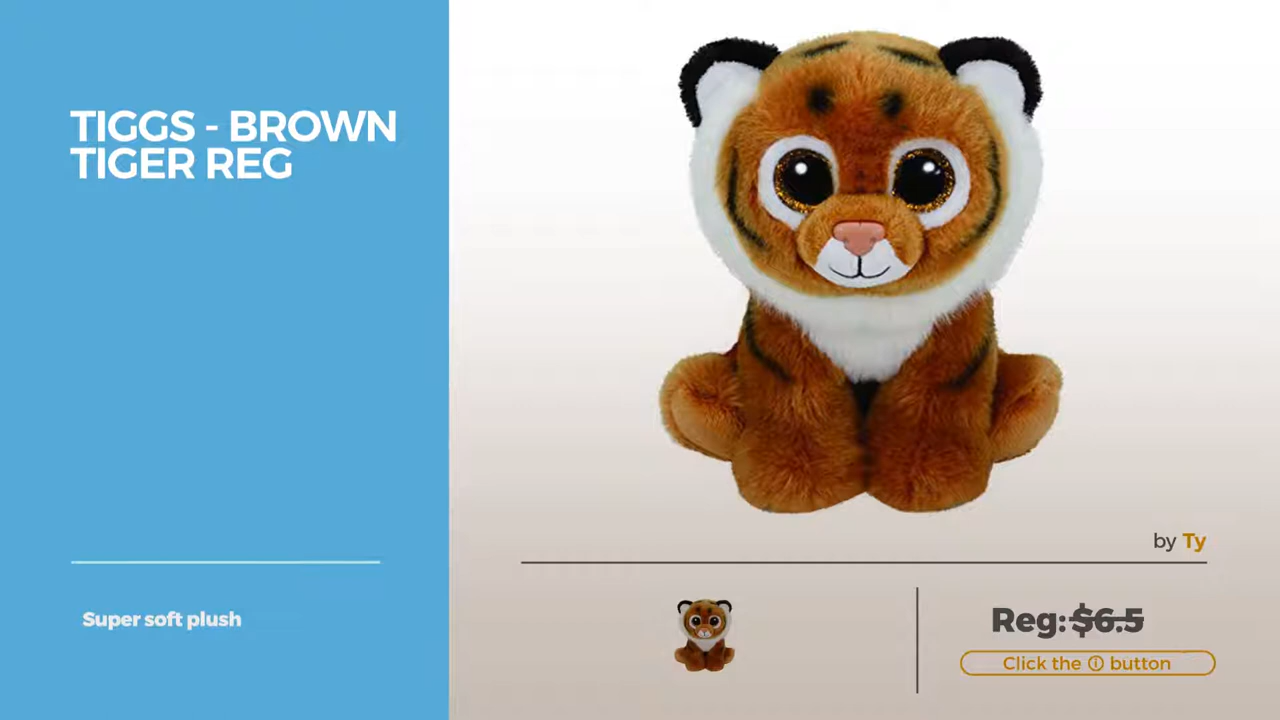 TIGGS - BROWN
TIGER REG
Super soft plush
by Ty
Reg: $6.5
Click the ⓘ button